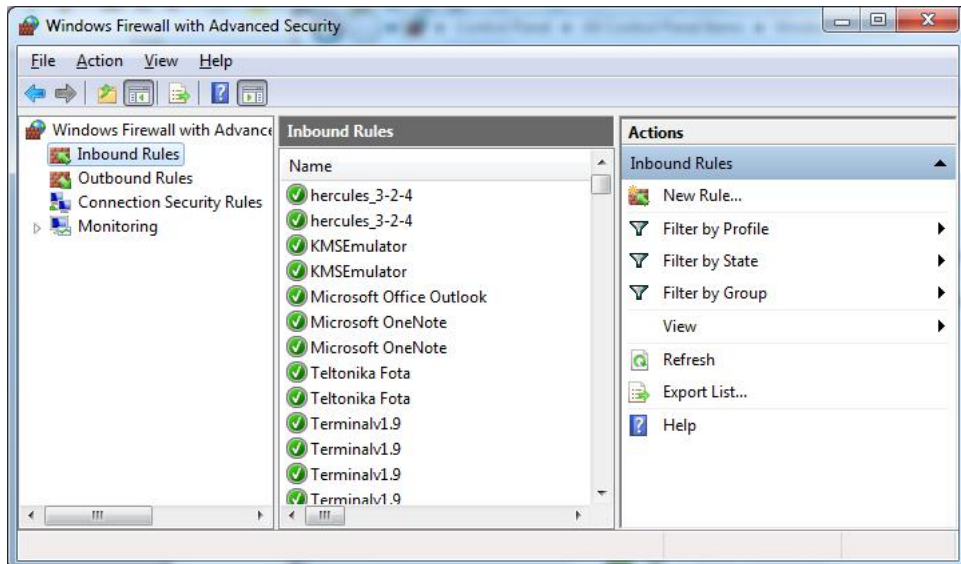 Windows Firewall with Advanced Security
File Action View Help
Windows Firewall with Advance
Inbound Rules
Outbound Rules
Connection Security Rules
Monitoring
Inbound Rules
Name
hercules_3-2-4
hercules_3-2-4
KMSEmulator
KMSEmulator
Microsoft Office Outlook
Microsoft OneNote
Microsoft OneNote
Teltonika Fota
Teltonika Fota
Terminalv1.9
Terminalv1.9
Terminalv1.9
Terminalv1.9
Actions
Inbound Rules
New Rule...
Filter by Profile
Filter by State
Filter by Group
View
Refresh
Export List...
Help